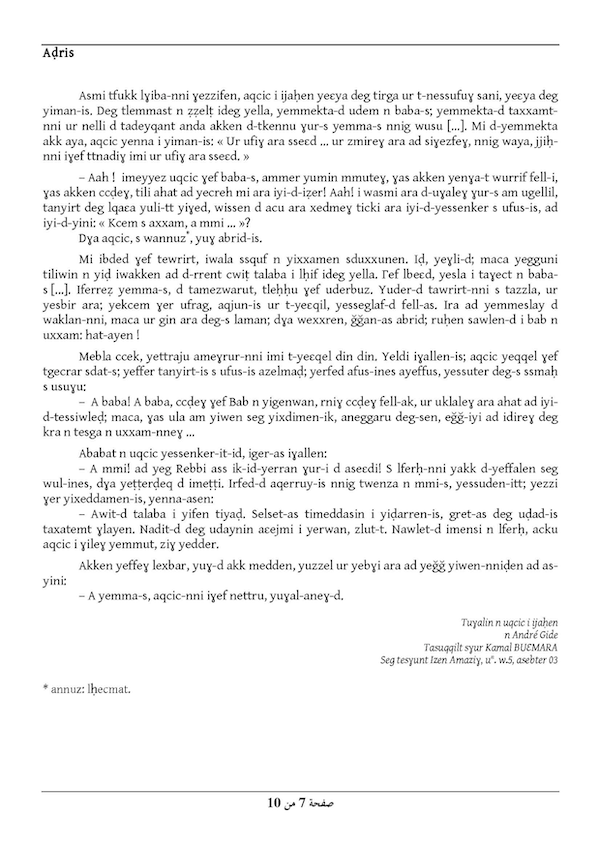 Aḍris
Asmi tfukk lɣiba-nni ɣezzifen, aqcic i ijaḥen yeɛya deg tirga ur t-nessufuɣ sani, yeɛya deg
yiman-is. Deg tlemmast n ẓẓelṭ ideg yella, yemmekta-d udem n baba-s; yemmekta-d taxxamt-
nni ur nelli d tadeyqant anda akken d-tkennu ɣur-s yemma-s nnig wusu [...]. Mi d-yemmekta
akk aya, aqcic yenna i yiman-is: « Ur ufiɣ ara sseɛd ... ur zmireɣ ara ad siɣezfeɣ, nnig waya, jjiḥ-
nni iɣef ttnadiɣ imi ur ufiɣ ara sseɛd. »
– Aah ! imeyyez uqcic ɣef baba-s, ammer yumin mmuteɣ, ɣas akken yenɣa-t wurrif fell-i,
ɣas akken ccḍeɣ, tili ahat ad yecreh mi ara iyi-d-iẓer! Aah! i wasmi ara d-uɣaleɣ ɣur-s am ugellil,
tanyirt deg lqaɛa yuli-tt yiɣed, wissen d acu ara xedmeɣ ticki ara iyi-d-yessenker s ufus-is, ad
iyi-d-yini: « Kcem s axxam, a mmi ... »?
Dɣa aqcic, s wannuz*, yuɣ abrid-is.
Mi ibded ɣef tewrirt, iwala ssquf n yixxamen sduxxunen. Iḍ, yeɣli-d; maca yegguni
tiliwin n yiḍ iwakken ad d-rrent cwiṭ talaba i lḥif ideg yella. Γef lbeɛd, yesla i taɣect n baba-
s [...]. Iferreẓ yemma-s, d tamezwarut, tleḥḥu ɣef uderbuz. Yuder-d tawrirt-nni s tazzla, ur
yesbir ara; yekcem ɣer ufrag, aqjun-is ur t-yeɛqil, yesseglaf-d fell-as. Ira ad yemmeslay d
waklan-nni, maca ur gin ara deg-s laman; dɣa wexxren, ǧǧan-as abrid; ruḥen sawlen-d i bab n
uxxam: hat-ayen !
Mebla ccek, yettraju ameɣrur-nni imi t-yeɛqel din din. Yeldi iɣallen-is; aqcic yeqqel ɣef
tgecrar sdat-s; yeffer tanyirt-is s ufus-is azelmaḍ; yerfed afus-ines ayeffus, yessuter deg-s ssmaḥ
s usuɣu:
– A baba! A baba, ccḍeɣ ɣef Bab n yigenwan, rniɣ ccḍeɣ fell-ak, ur uklaleɣ ara ahat ad iyi-
d-tessiwleḍ; maca, ɣas ula am yiwen seg yixdimen-ik, aneggaru deg-sen, eǧǧ-iyi ad idireɣ deg
kra n tesga n uxxam-nneɣ ...
Ababat n uqcic yessenker-it-id, iger-as iɣallen:
– A mmi! ad yeg Rebbi ass ik-id-yerran ɣur-i d aseɛdi! S lferḥ-nni yakk d-yeffalen seg
wul-ines, dɣa yeṭṭerḍeq d imeṭṭi. Irfed-d aqerruy-is nnig twenza n mmi-s, yessuden-itt; yezzi
ɣer yixeddamen-is, yenna-asen:
– Awit-d talaba i yifen tiyaḍ. Selset-as timeddasin i yiḍarren-is, gret-as deg uḍad-is
taxatemt ɣlayen. Nadit-d deg udaynin aɛejmi i yerwan, zlut-t. Nawlet-d imensi n lferḥ, acku
aqcic i ɣileɣ yemmut, ziɣ yedder.
Akken yeffeɣ lexbar, yuɣ-d akk medden, yuzzel ur yebɣi ara ad yeǧǧ yiwen-nniḍen ad as-
yini:
– A yemma-s, aqcic-nni iɣef nettru, yuɣal-aneɣ-d.
Tuɣalin n uqcic i ijaḥen
n André Gide
Tasuqqilt sɣur Kamal BUƐMARA
Seg tesɣunt Izen Amaziɣ, uⁿ. w.5, asebter 03
* annuz: lḥecmat.
صفحة 7 من 10